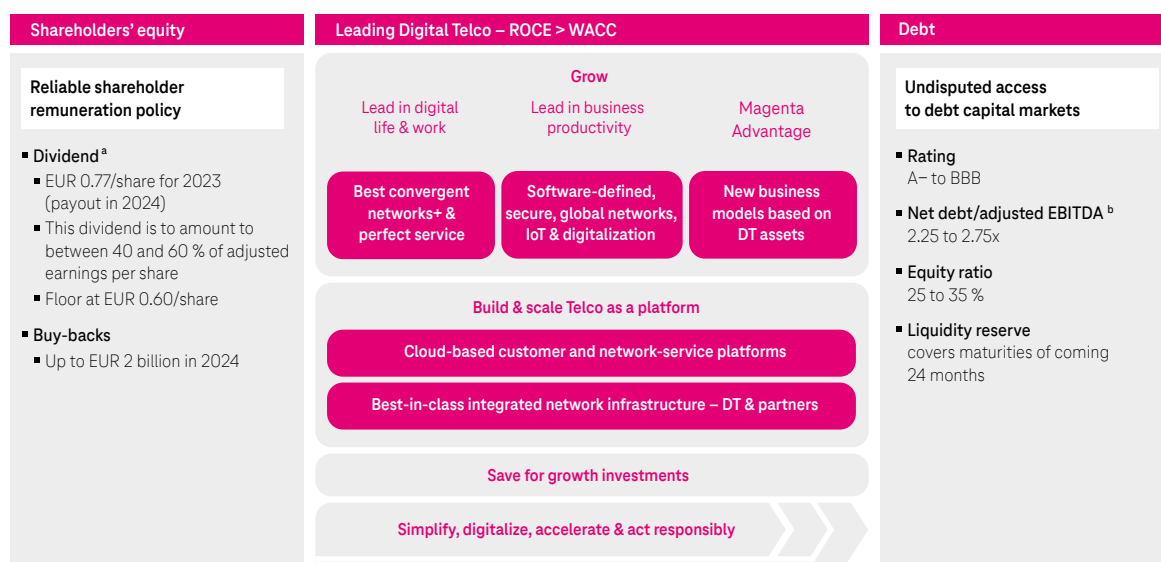 Shareholders’ equity
Reliable shareholder
remuneration policy
▪ Dividend a
▪ EUR 0.77/share for 2023
(payout in 2024)
▪ This dividend is to amount to
between 40 and 60 % of adjusted
earnings per share
▪ Floor at EUR 0.60/share
▪ Buy-backs
▪ Up to EUR 2 billion in 2024
Leading Digital Telco – ROCE > WACC
Grow
Lead in digital
life & work
Lead in business
productivity
Magenta
Advantage
Best convergent
networks+ &
perfect service
Software-defined,
secure, global networks,
IoT & digitalization
New business
models based on
DT assets
Build & scale Telco as a platform
Cloud-based customer and network-service platforms
Best-in-class integrated network infrastructure – DT & partners
Save for growth investments
Simplify, digitalize, accelerate & act responsibly
Debt
Undisputed access
to debt capital markets
▪ Rating
A− to BBB
▪ Net debt/adjusted EBITDA b
2.25 to 2.75x
▪ Equity ratio
25 to 35 %
▪ Liquidity reserve
covers maturities of coming
24 months